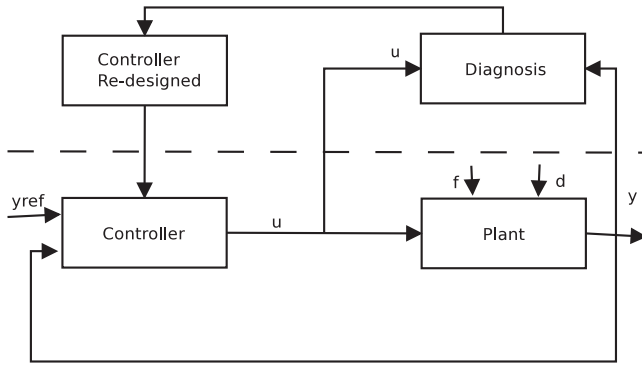 Controller
Re-designed
u
Diagnosis
yref
Controller
u
f
d
Plant
y